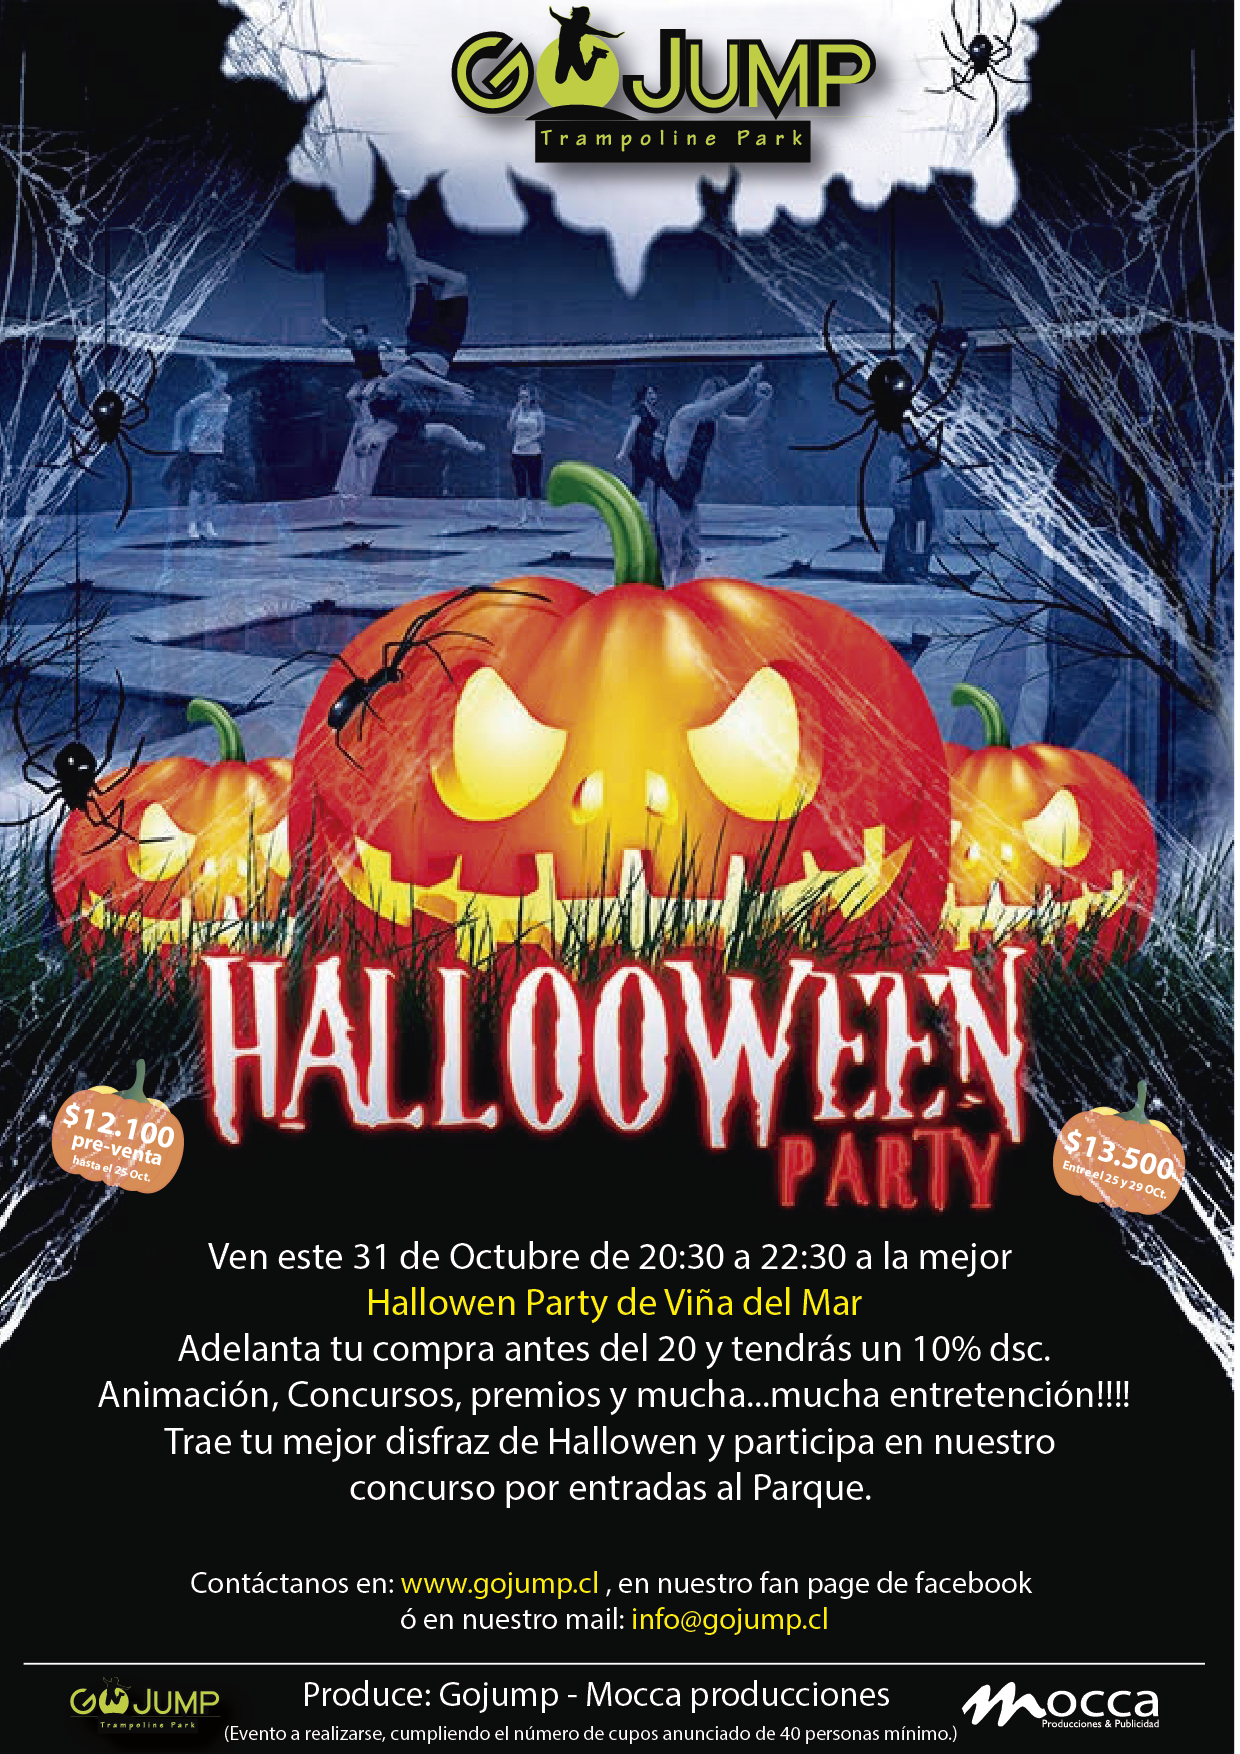 GOJUMP
Trampoline Park
HALLOOWEEN
PARTY
$12.100
pre-venta
hasta el 25 Oct.
$13.500
Entre el 25 y 29 OCt.
Ven este 31 de Octubre de 20:30 a 22:30 a la mejor
Hallowen Party de Viña del Mar
Adelanta tu compra antes del 20 y tendrás un 10% dsc.
Animación, Concursos, premios y mucha...mucha entretención!!!!
Trae tu mejor disfraz de Hallowen y participa en nuestro
concurso por entradas al Parque.
Contáctanos en: www.gojump.cl , en nuestro fan page de facebook
ó en nuestro mail: info@gojump.cl
GOJUMP
Trampoline Park
Produce: Gojump - Mocca producciones
(Evento a realizarse, cumpliendo el número de cupos anunciado de 40 personas mínimo.)
Mocca
Producciones & Publicidad